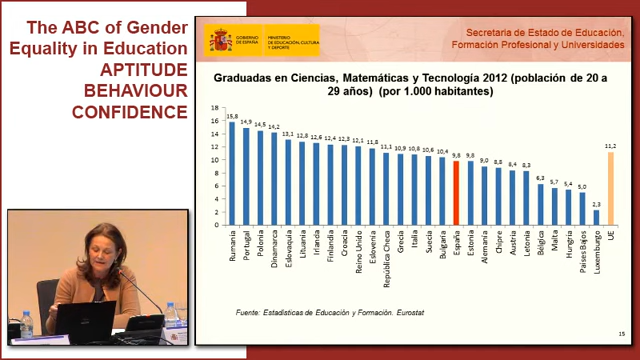 The ABC of Gender
Equality in Education
APTITUDE
BEHAVIOUR
CONFIDENCE
GOBIERNO
DE ESPAÑA
MINISTERIO
DE EDUCACIÓN, CULTURA
Y DEPORTE
Secretaria de Estado de Educación,
Formación Profesional y Universidades
Graduadas en Ciencias, Matemáticas y Tecnología 2012 (población de 20 a
29 años) (por 1.000 habitantes)
18
16
14
12
10
8
6
4
2
0
15,8
14,9
14,5
14,2
13,1
12,8
12,6
12,4
12,3
12,1
11,8
11,1
10,9
10,8
10,6
10,4
9,8
9,8
9,0
8,8
8,4
8,3
6,3
5,7
5,4
5,0
2,3
11,2
Rumania
Portugal
Polonia
Dinamarca
Eslovaquia
Lituania
Irlanda
Finlandia
Croacia
Reino Unido
Eslovenia
República Checa
Grecia
Italia
Suecia
Bulgaria
España
Estonia
Alemania
Chipre
Austria
Letonia
Bélgica
Malta
Hungría
Países Bajos
Luxemburgo
UE
Fuente: Estadísticas de Educación y Formación. Eurostat
15